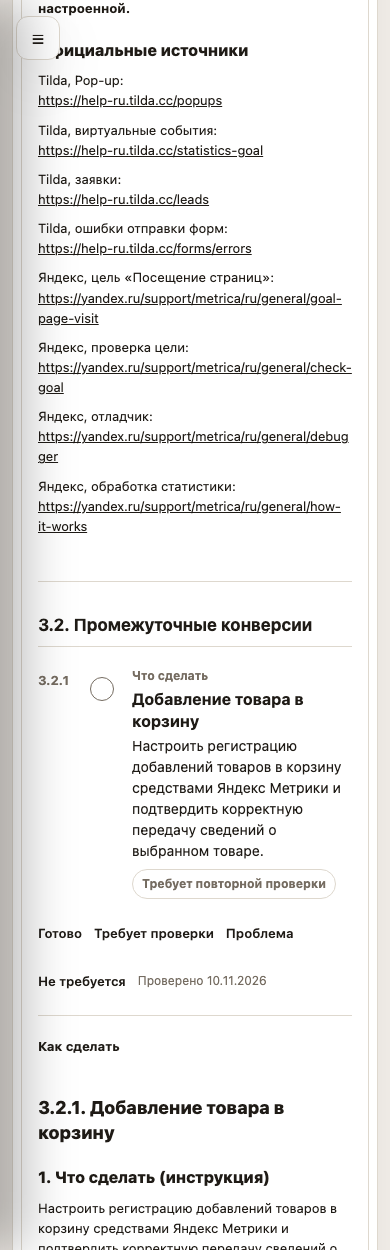 настроенной.
☰
фициальные источники
Tilda, Pop-up:
https://help-ru.tilda.cc/popups
Tilda, виртуальные события:
https://help-ru.tilda.cc/statistics-goal
Tilda, заявки:
https://help-ru.tilda.cc/leads
Tilda, ошибки отправки форм:
https://help-ru.tilda.cc/forms/errors
Яндекс, цель «Посещение страниц»:
https://yandex.ru/support/metrica/ru/general/goal-
page-visit
Яндекс, проверка цели:
https://yandex.ru/support/metrica/ru/general/check-
goal
Яндекс, отладчик:
https://yandex.ru/support/metrica/ru/general/debug
ger
Яндекс, обработка статистики:
https://yandex.ru/support/metrica/ru/general/how-
it-works
3.2. Промежуточные конверсии
3.2.1
Что сделать
Добавление товара в
корзину
Настроить регистрацию
добавлений товаров в корзину
средствами Яндекс Метрики и
подтвердить корректную
передачу сведений о
выбранном товаре.
Требует повторной проверки
Готово Требует проверки Проблема
Не требуется Проверено 10.11.2026
Как сделать
3.2.1. Добавление товара в
корзину
1. Что сделать (инструкция)
Настроить регистрацию добавлений товаров в
корзину средствами Яндекс Метрики и
подтвердить корректную передачу сведений о